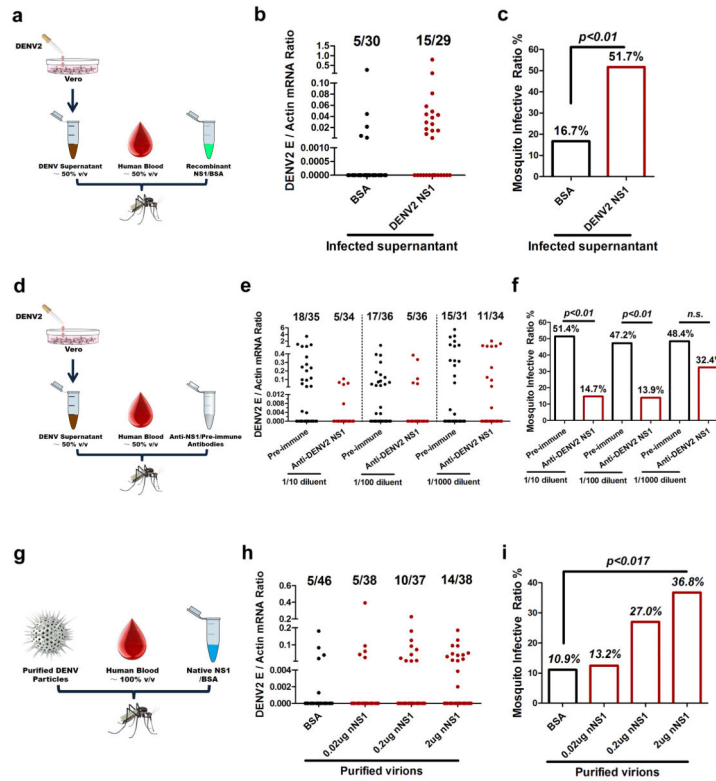 a
DENV2
Vero
DENV Supernatant
~ 50% v/v
Human Blood
~ 50% v/v
Recombinant
NS1/BSA
b
5/30 15/29
DENV2 E / Actin mRNA Ratio
1.5
1.0
0.5
0.10
0.08
0.06
0.04
0.02
0.0010
0.0005
0.0000
BSA
DENV2 NS1
Infected supernantant
c
p<0.01
Mosquito Infective Ratio %
60
50
40
30
20
10
0
16.7%
51.7%
BSA
DENV2 NS1
Infected supernantant
d
DENV2
Vero
DENV Supernatant
~ 50% v/v
Human Blood
~ 50% v/v
Anti-NS1/Pre-immune
Antibodies
e
18/35 5/34 17/36 5/36 15/31 11/34
DENV2 E / Actin mRNA Ratio
6
4
2
0.4
0.3
0.2
0.1
0.012
0.008
0.004
0.000
Pre-immune
Anti-DENV2 NS1
Pre-immune
Anti-DENV2 NS1
Pre-immune
Anti-DENV2 NS1
1/10 diluent
1/100 diluent
1/1000 diluent
f
p<0.01 p<0.01 n.s.
Mosquito Infective Ratio %
60
50
40
30
20
10
0
51.4%
14.7%
47.2%
13.9%
48.4%
32.4%
Pre-immune
Anti-DENV2 NS1
Pre-immune
Anti-DENV2 NS1
Pre-immune
Anti-DENV2 NS1
1/10 diluent
1/100 diluent
1/1000 diluent
g
Purified DENV
Particles
Human Blood
~ 100% v/v
Native NS1
/BSA
h
5/46 5/38 10/37 14/38
DENV2 E / Actin mRNA Ratio
0.6
0.4
0.2
0.1
0.004
0.002
0.000
BSA
0.02ug nNS1
0.2ug nNS1
2ug nNS1
Purified virions
i
p<0.017
Mosquito Infective Ratio %
50
40
30
20
10
0
10.9%
13.2%
27.0%
36.8%
BSA
0.02ug nNS1
0.2ug nNS1
2ug nNS1
Purified virions